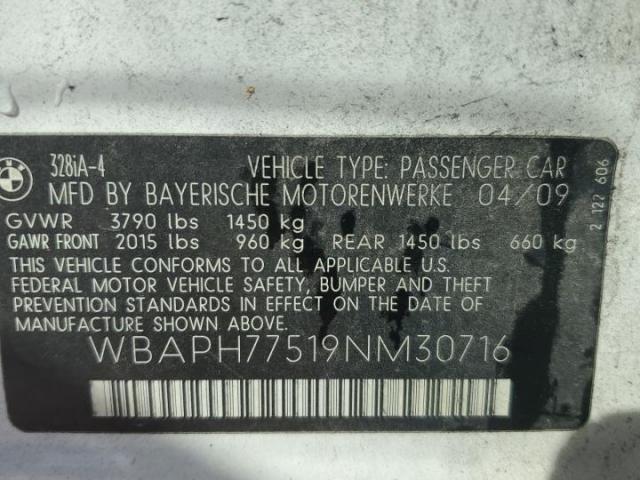 BMW
328iA-4
VEHICLE TYPE: PASSENGER CAR
MFD BY BAYERISCHE MOTORENWERKE 04/09
GVWR 3790 lbs 1450 kg
GAWR FRONT 2015 lbs 960 kg REAR 1450 lbs 660 kg
THIS VEHICLE CONFORMS TO ALL APPLICABLE U.S.
FEDERAL MOTOR VEHICLE SAFETY, BUMPER AND THEFT
PREVENTION STANDARDS IN EFFECT ON THE DATE OF
MANUFACTURE SHOWN ABOVE.
WBAPH77519NM30716
2 122 606